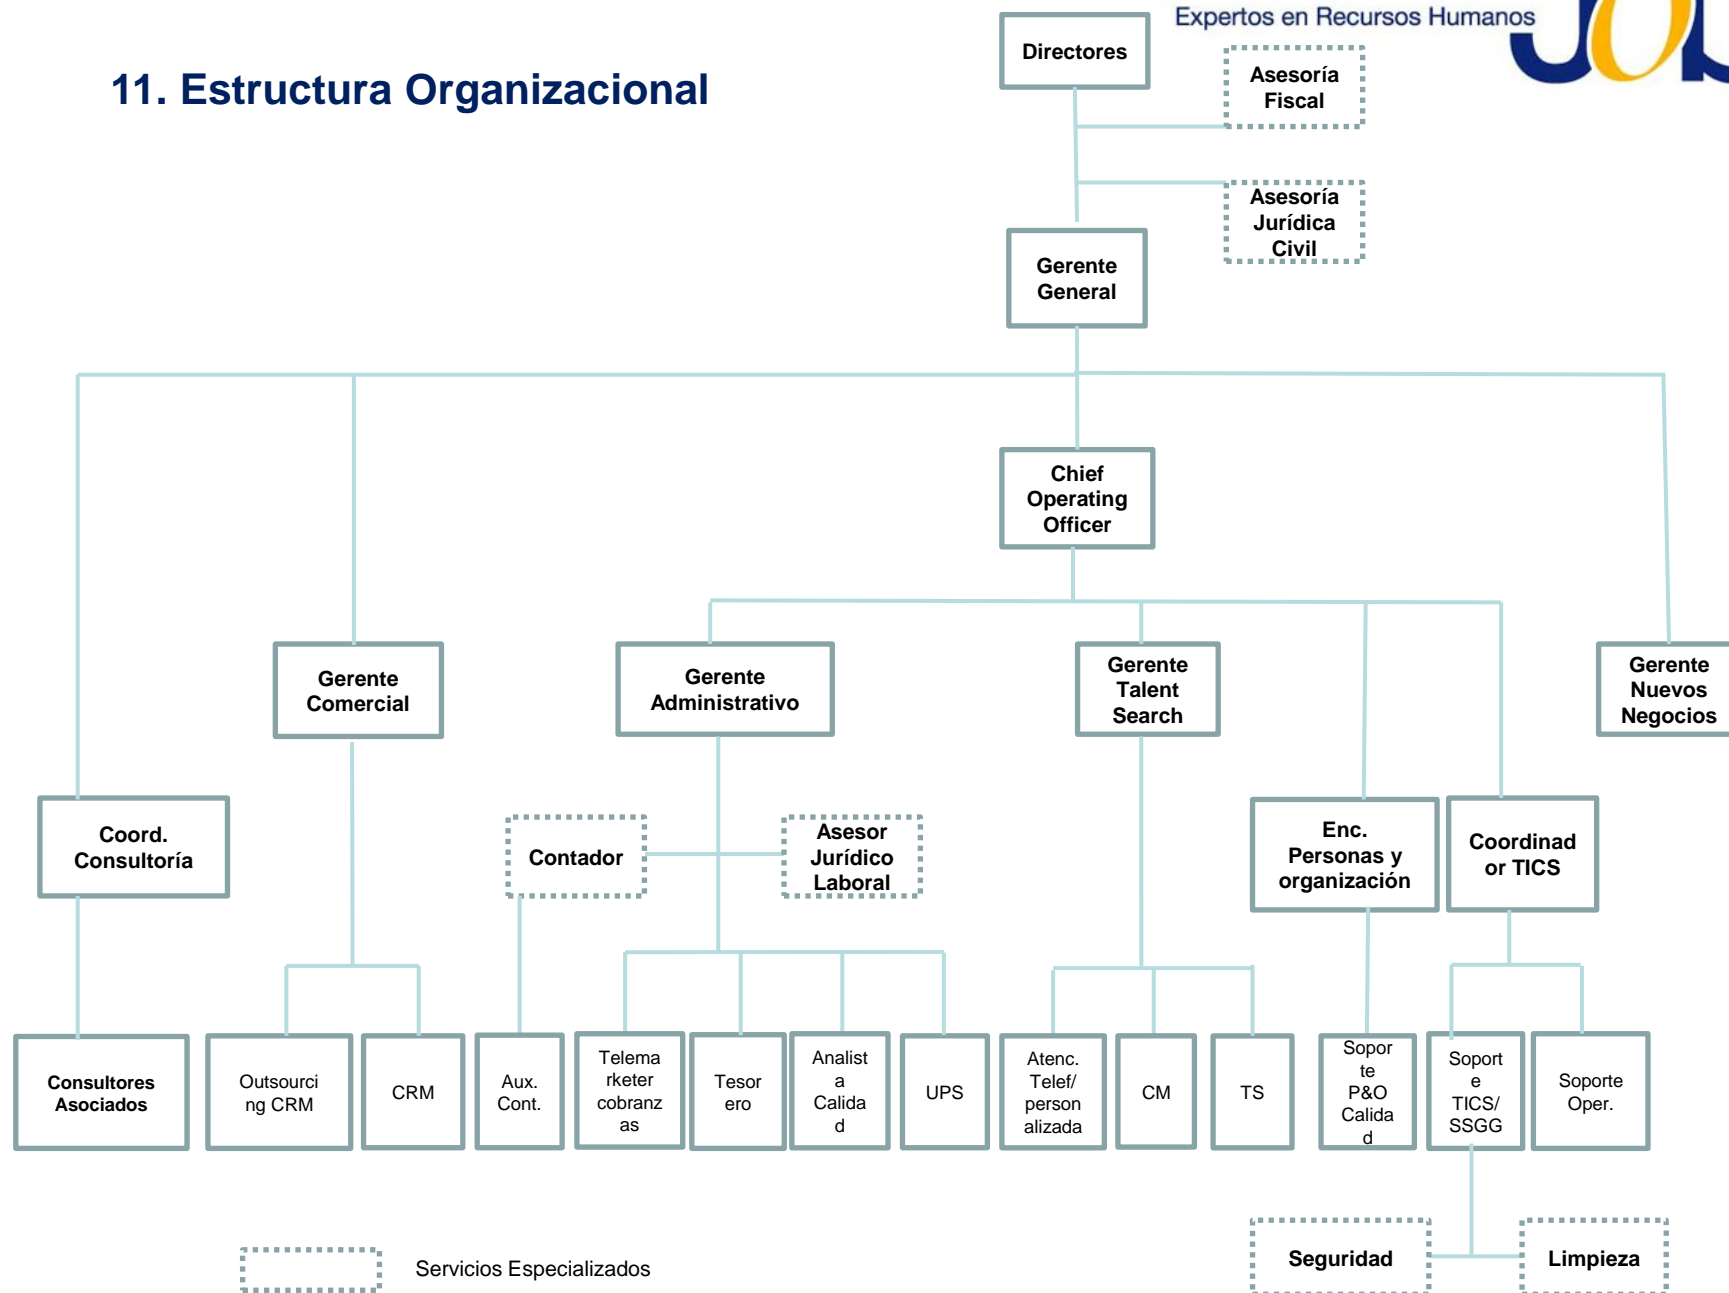 Expertos en Recursos Humanos
11. Estructura Organizacional
Directores
Asesoría
Fiscal
Asesoría
Jurídica
Civil
Gerente
General
Chief
Operating
Officer
Gerente
Comercial
Gerente
Administrativo
Gerente
Talent
Search
Gerente
Nuevos
Negocios
Coord.
Consultoría
Contador
Asesor
Jurídico
Laboral
Enc.
Personas y
organización
Coordinad
or TICS
Consultores
Asociados
Outsourci
ng CRM
CRM
Aux.
Cont.
Telema
rketer
cobranz
as
Tesor
ero
Analist
a
Calida
d
UPS
Atenc.
Telef/
person
alizada
CM
TS
Sopor
te
P&O
Calida
d
Soport
e
TICS/
SSGG
Soporte
Oper.
Seguridad
Limpieza
Servicios Especializados